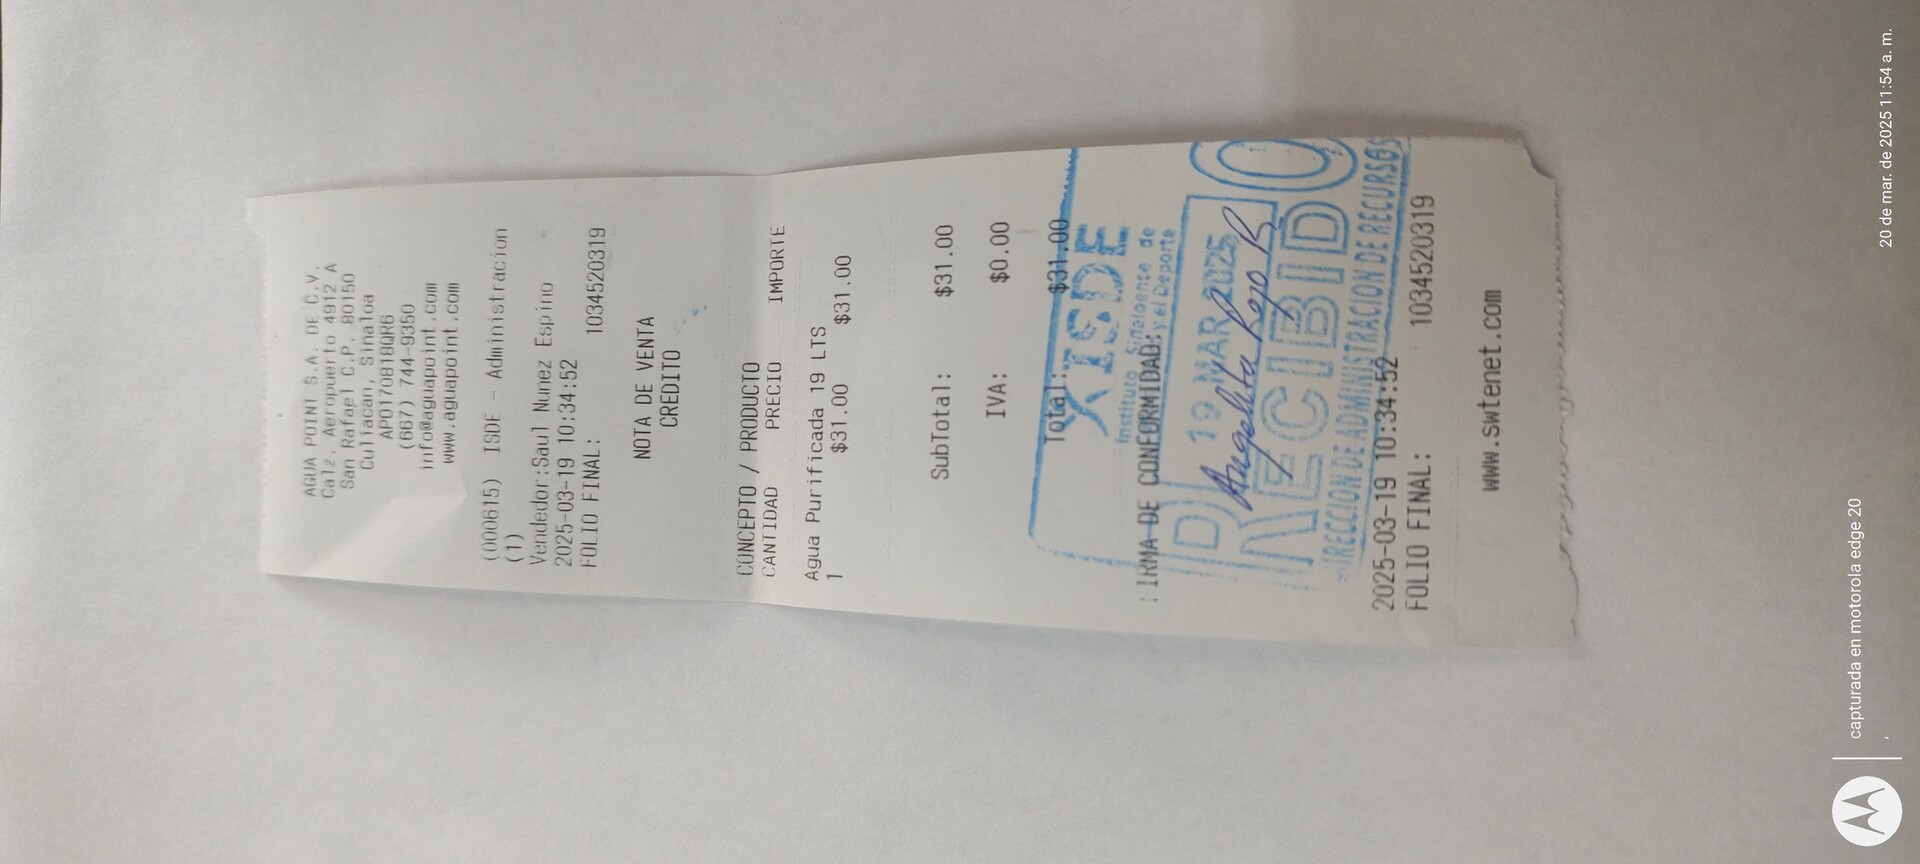 AGUA POINT S.A. DE C.V.
Calz. Aeropuerto 4912 A
San Rafael C.P. 80150
Culiacan, Sinaloa
APO170818QR6
(667) 744-9350
info@aguapoint.com
www.aguapoint.com
(000615) ISDE - Administracion
(1)
Vendedor:Saul Nunez Espino
2025-03-19 10:34:52
FOLIO FINAL: 1034520319
NOTA DE VENTA
CREDITO
CONCEPTO / PRODUCTO
CANTIDAD PRECIO IMPORTE
Agua Purificada 19 LTS
1 $31.00 $31.00
SubTotal: $31.00
IVA: $0.00
Total: $31.00
ISDE
Instituto Sinaloense de
y el Deporte
:IRMA DE CONFORMIDAD:
19 MAR 2025
Angelita Rojo R
RECIBIDO
DIRECCION DE ADMINISTRACION DE RECURSOS
2025-03-19 10:34:52
FOLIO FINAL: 1034520319
www.swtenet.com
capturada en motorola edge 20
20 de mar. de 2025 11:54 a. m.